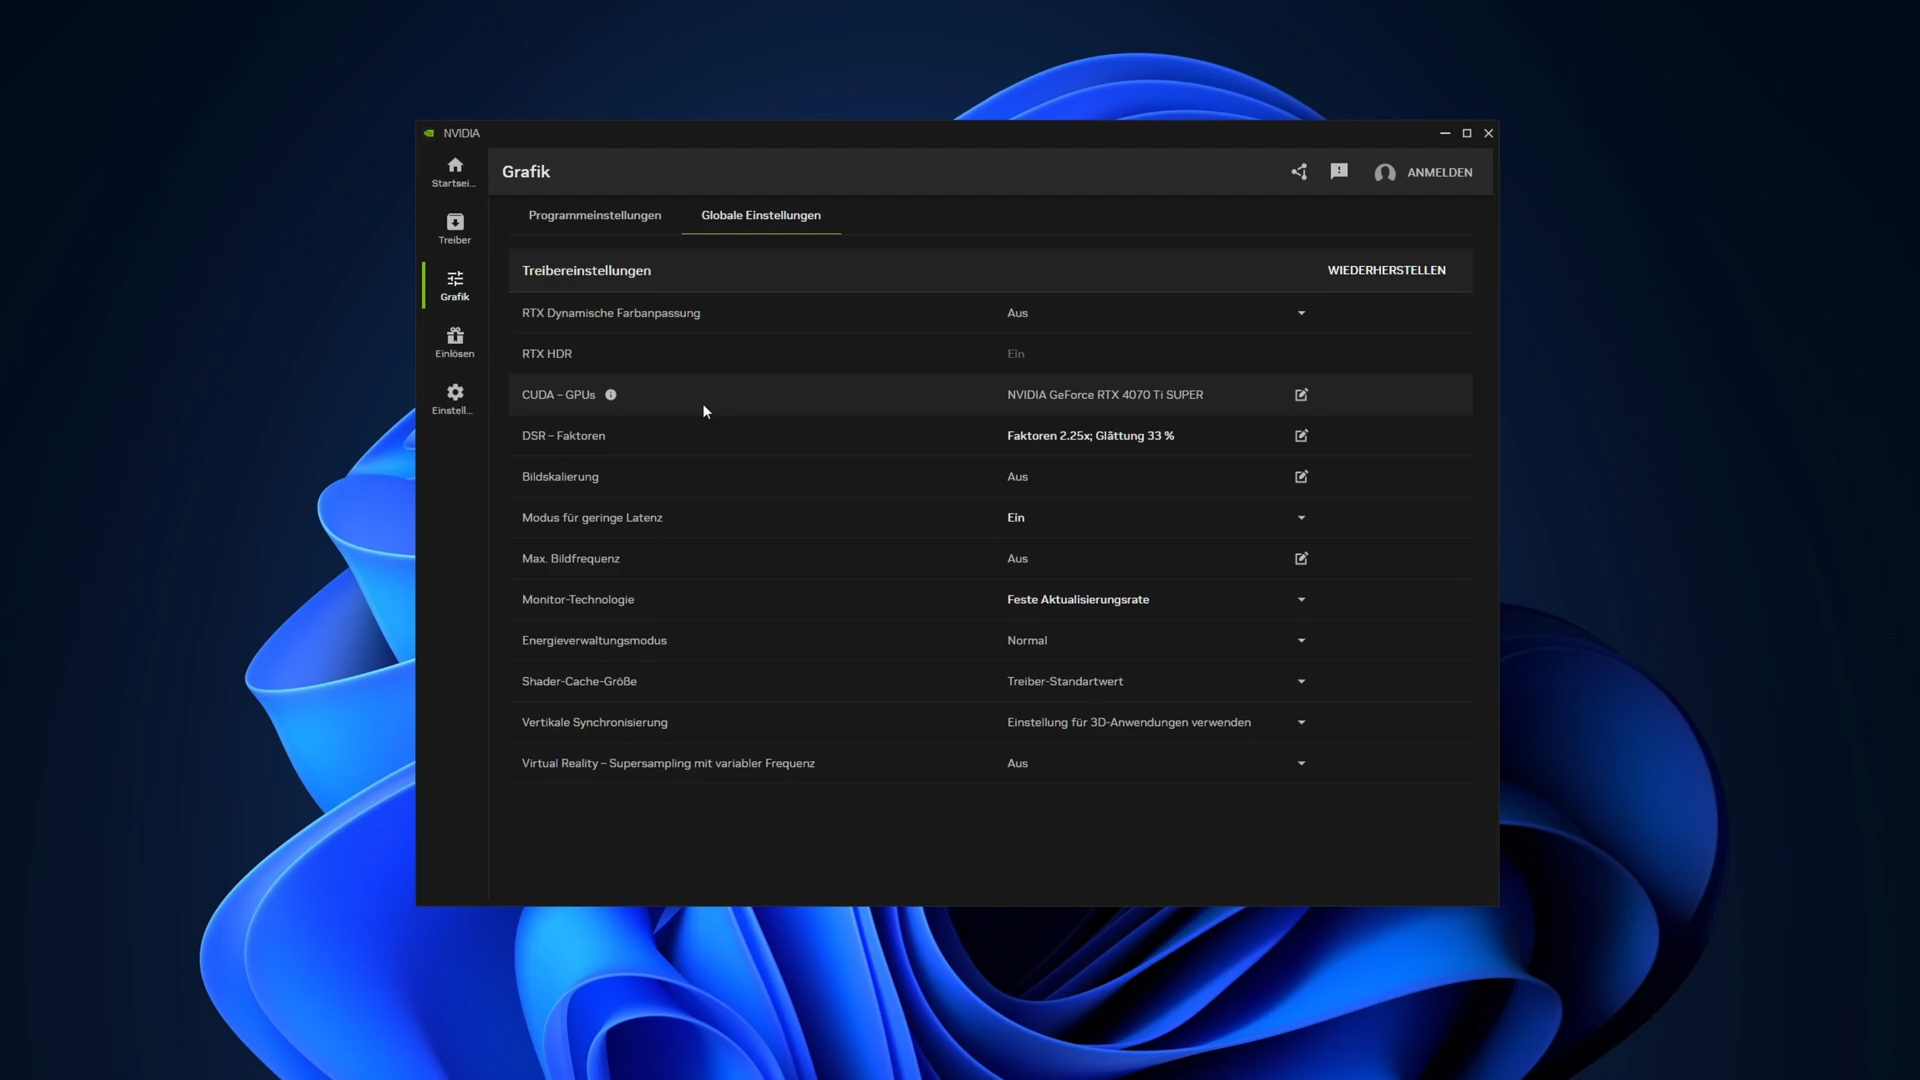 NVIDIA
Startsei...
Treiber
Grafik
Einlösen
Einstell...
Grafik
ANMELDEN
Programmeinstellungen
Globale Einstellungen
Treibereinstellungen
WIEDERHERSTELLEN
RTX Dynamische Farbanpassung Aus
RTX HDR Ein
CUDA – GPUs NVIDIA GeForce RTX 4070 Ti SUPER
DSR – Faktoren Faktoren 2.25x; Glättung 33 %
Bildskalierung Aus
Modus für geringe Latenz Ein
Max. Bildfrequenz Aus
Monitor-Technologie Feste Aktualisierungsrate
Energieverwaltungsmodus Normal
Shader-Cache-Größe Treiber-Standartwert
Vertikale Synchronisierung Einstellung für 3D-Anwendungen verwenden
Virtual Reality – Supersampling mit variabler Frequenz Aus